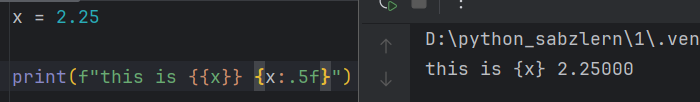 x = 2.25
print(f"this is {{x}} {x:.5f}")
D:\python_sabzlern\1\.ven
this is {x} 2.25000